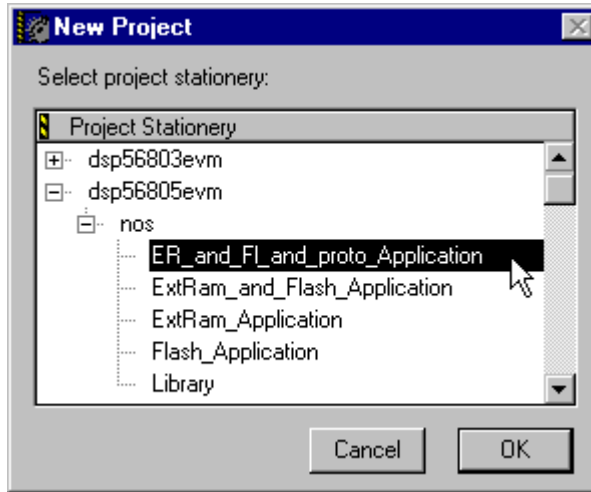 New Project
Select project stationery:
Project Stationery
dsp56803evm
dsp56805evm
nos
ER_and_Fl_and_proto_Application
ExtRam_and_Flash_Application
ExtRam_Application
Flash_Application
Library
Cancel OK